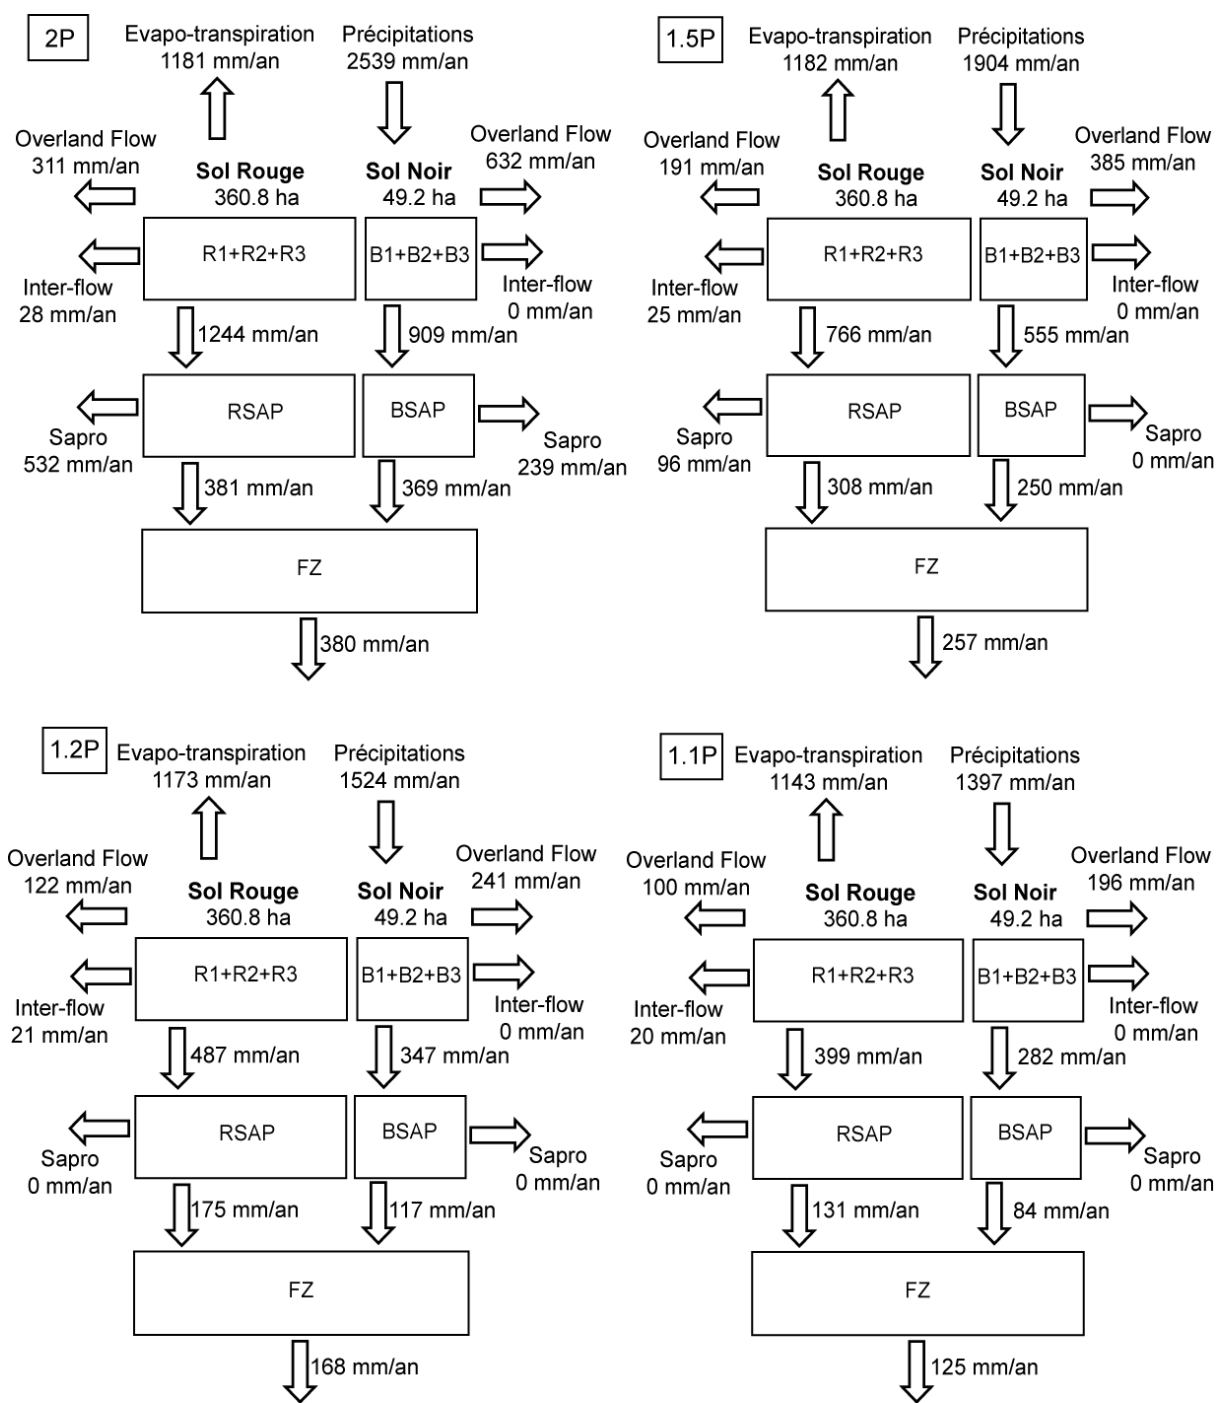 2P
Evapo-transpiration
1181 mm/an
Précipitations
2539 mm/an
Overland Flow
311 mm/an
Sol Rouge
360.8 ha
Sol Noir
49.2 ha
Overland Flow
632 mm/an
R1+R2+R3
B1+B2+B3
Inter-flow
28 mm/an
Inter-flow
0 mm/an
1244 mm/an
909 mm/an
RSAP
BSAP
Sapro
532 mm/an
Sapro
239 mm/an
381 mm/an
369 mm/an
FZ
380 mm/an
1.5P
Evapo-transpiration
1182 mm/an
Précipitations
1904 mm/an
Overland Flow
191 mm/an
Sol Rouge
360.8 ha
Sol Noir
49.2 ha
Overland Flow
385 mm/an
R1+R2+R3
B1+B2+B3
Inter-flow
25 mm/an
Inter-flow
0 mm/an
766 mm/an
555 mm/an
RSAP
BSAP
Sapro
96 mm/an
Sapro
0 mm/an
308 mm/an
250 mm/an
FZ
257 mm/an
1.2P
Evapo-transpiration
1173 mm/an
Précipitations
1524 mm/an
Overland Flow
122 mm/an
Sol Rouge
360.8 ha
Sol Noir
49.2 ha
Overland Flow
241 mm/an
R1+R2+R3
B1+B2+B3
Inter-flow
21 mm/an
Inter-flow
0 mm/an
487 mm/an
347 mm/an
RSAP
BSAP
Sapro
0 mm/an
Sapro
0 mm/an
175 mm/an
117 mm/an
FZ
168 mm/an
1.1P
Evapo-transpiration
1143 mm/an
Précipitations
1397 mm/an
Overland Flow
100 mm/an
Sol Rouge
360.8 ha
Sol Noir
49.2 ha
Overland Flow
196 mm/an
R1+R2+R3
B1+B2+B3
Inter-flow
20 mm/an
Inter-flow
0 mm/an
399 mm/an
282 mm/an
RSAP
BSAP
Sapro
0 mm/an
Sapro
0 mm/an
131 mm/an
84 mm/an
FZ
125 mm/an